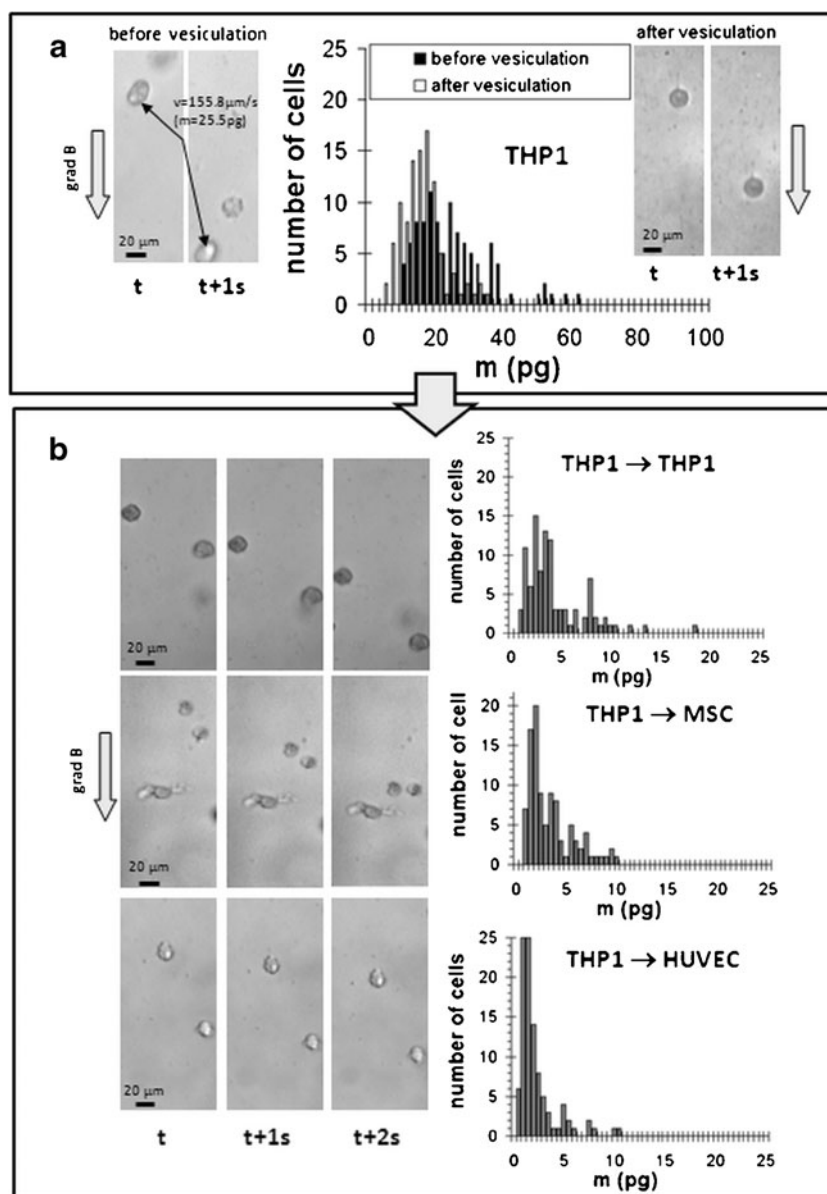 a
before vesiculation
v=155.8μm/s
(m=25.5pg)
grad B
20 μm
t
t+1s
number of cells
25
20
15
10
5
0
before vesiculation
after vesiculation
THP1
0
20
40
60
80
100
m (pg)
after vesiculation
20 μm
t
t+1s
b
20 μm
grad B
20 μm
20 μm
t
t+1s
t+2s
number of cells
25
20
15
10
5
0
THP1 → THP1
0
5
10
15
20
25
m (pg)
number of cell
20
15
10
5
0
THP1 → MSC
0
5
10
15
20
25
m (pg)
number of cells
25
20
15
10
5
0
THP1 → HUVEC
0
5
10
15
20
25
m (pg)